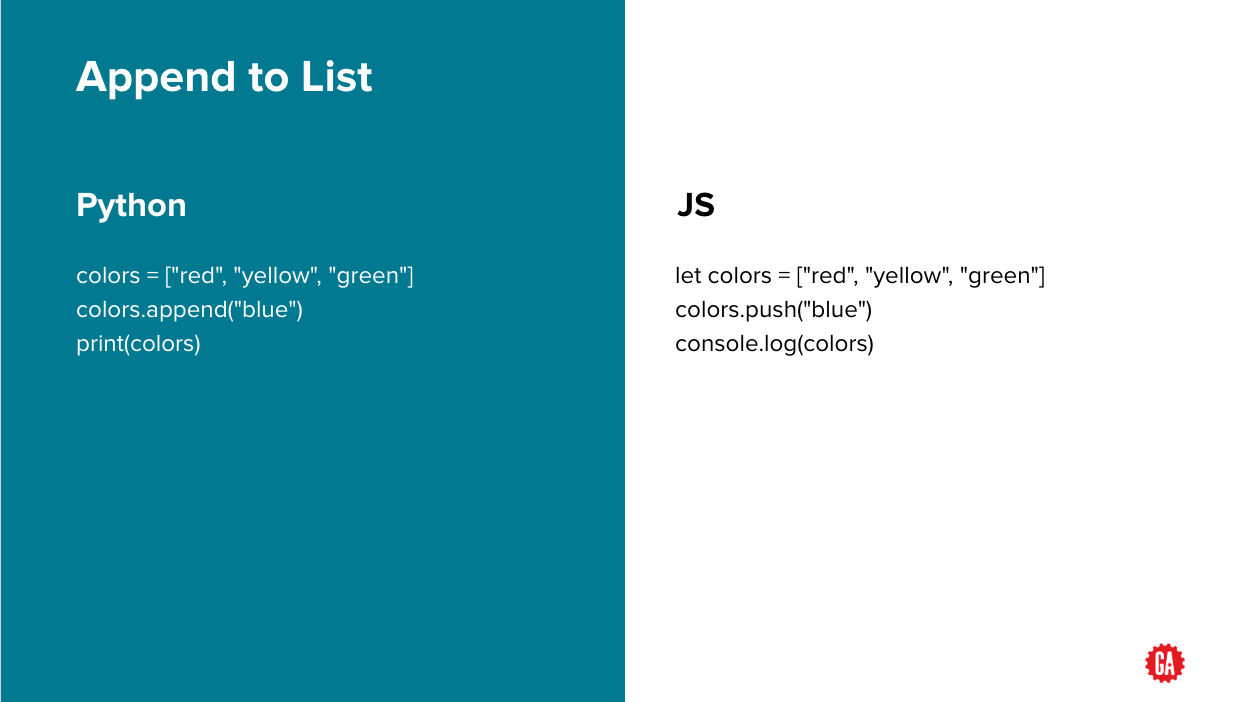 Append to List
Python
colors = ["red", "yellow", "green"]
colors.append("blue")
print(colors)
JS
let colors = ["red", "yellow", "green"]
colors.push("blue")
console.log(colors)
GA